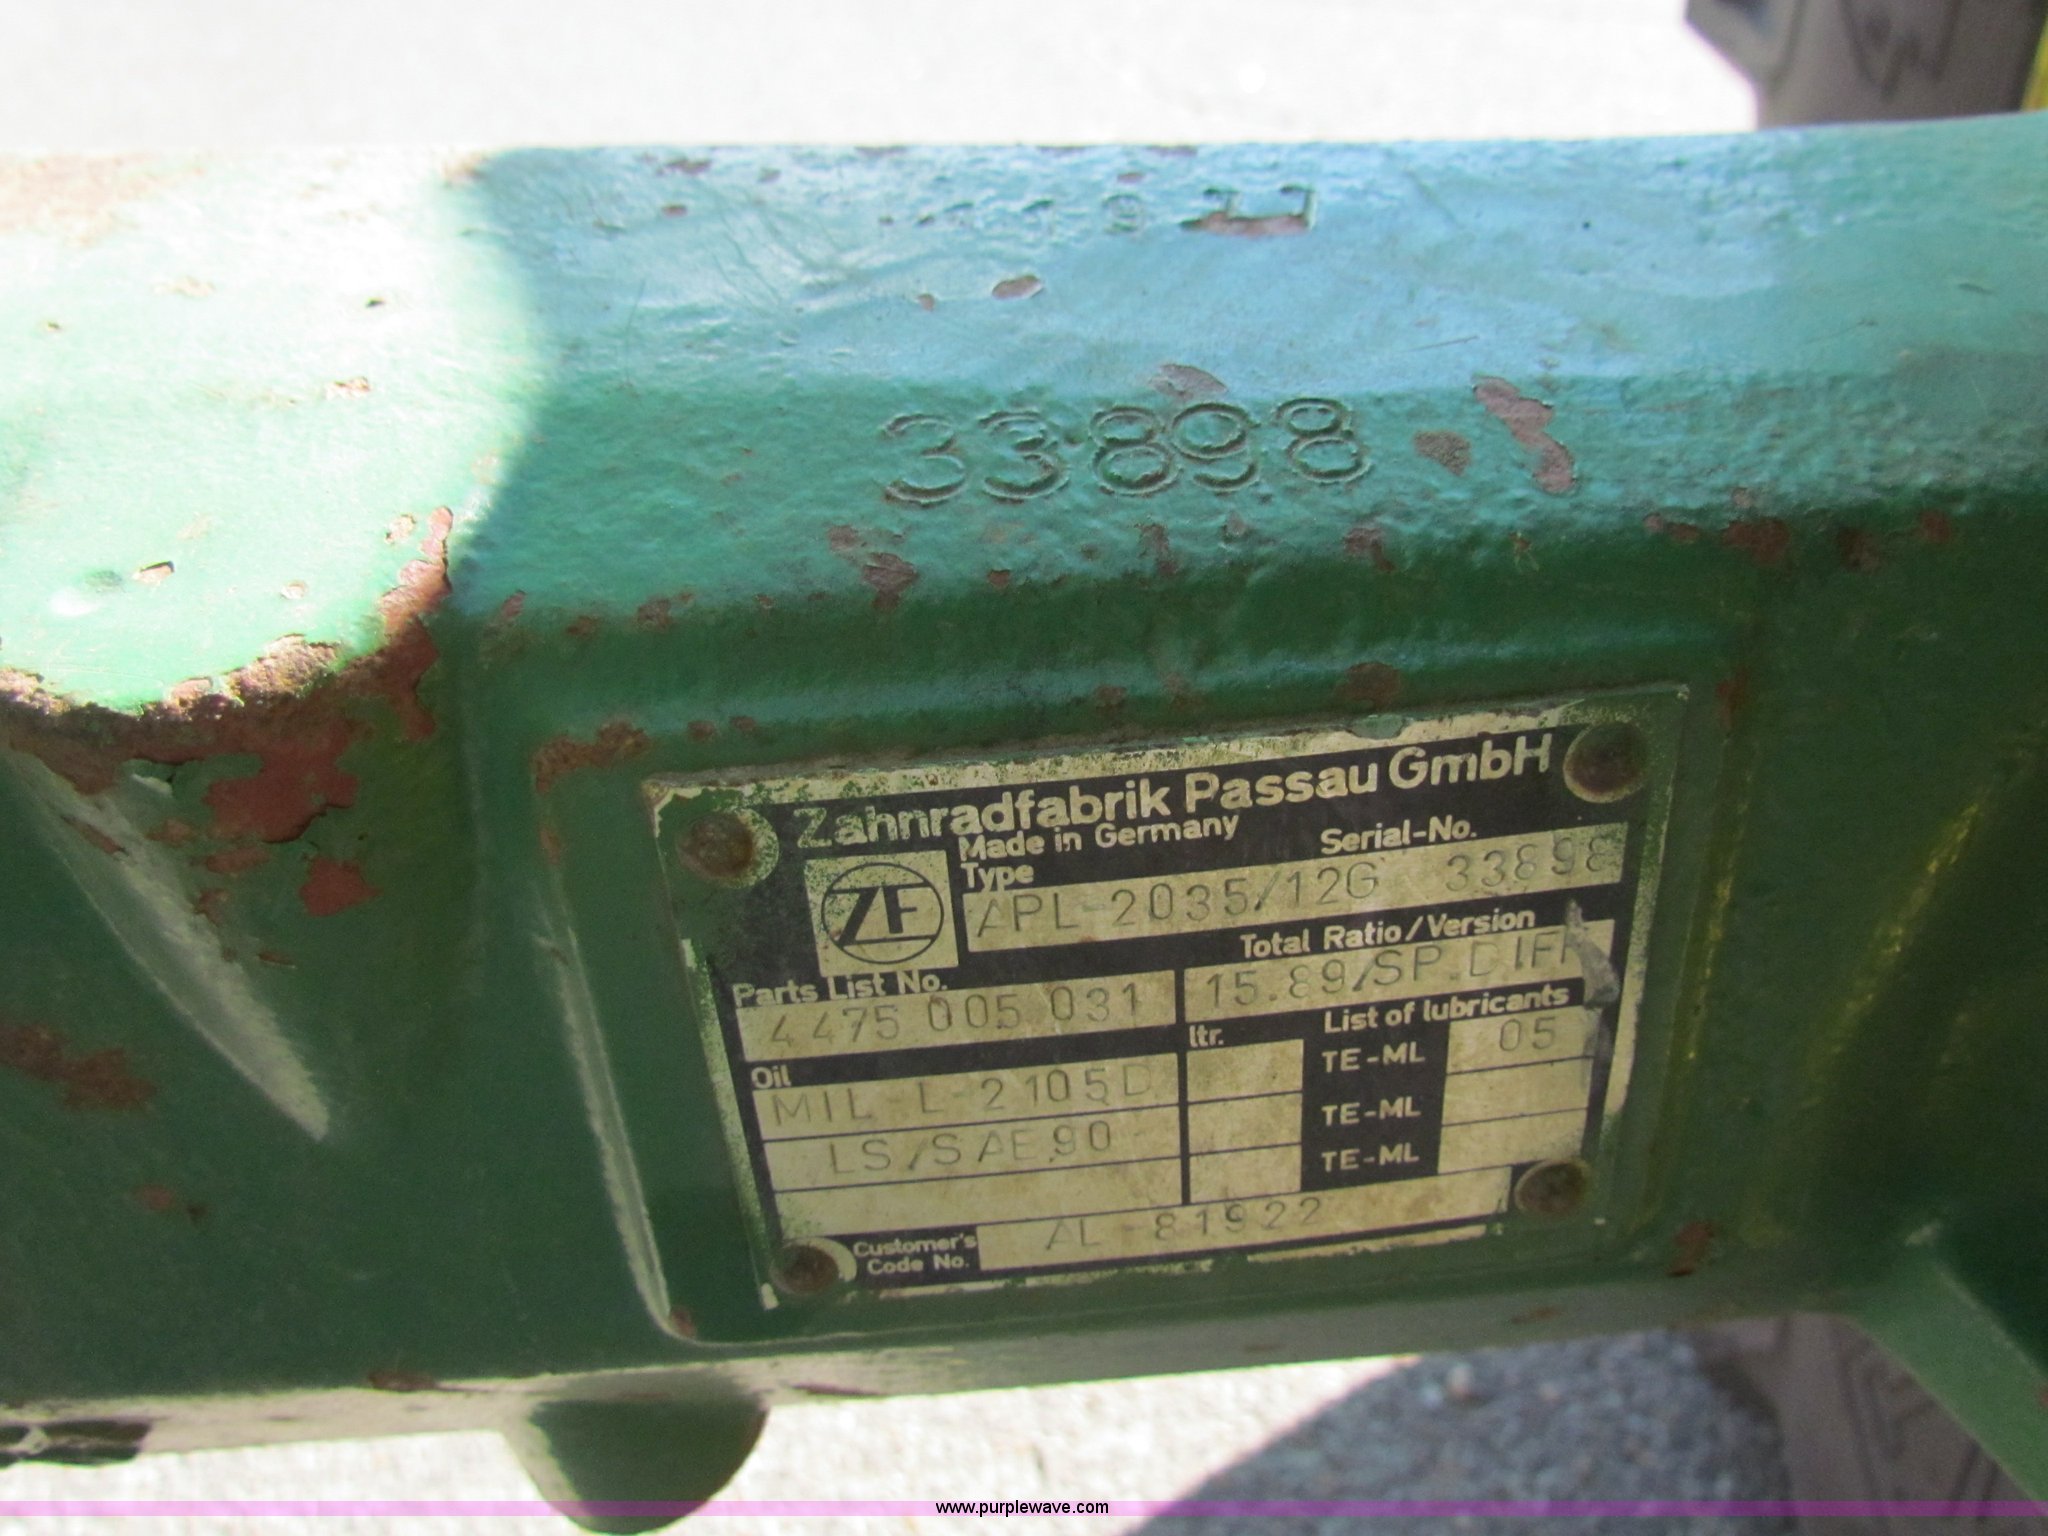 33898
Zahnradfabrik Passau GmbH
Made in Germany
Serial-No.
Type
ZF
APL-2035/12G 33898
Total Ratio/Version
Parts List No.
15.89/SP.DIFF
4475 005 031
ltr.
List of lubricants
Oil
TE-ML 05
MIL-L-2105D
TE-ML
LS/SAE 90
TE-ML
Customer's
Code No.
AL-81922
www.purplewave.com